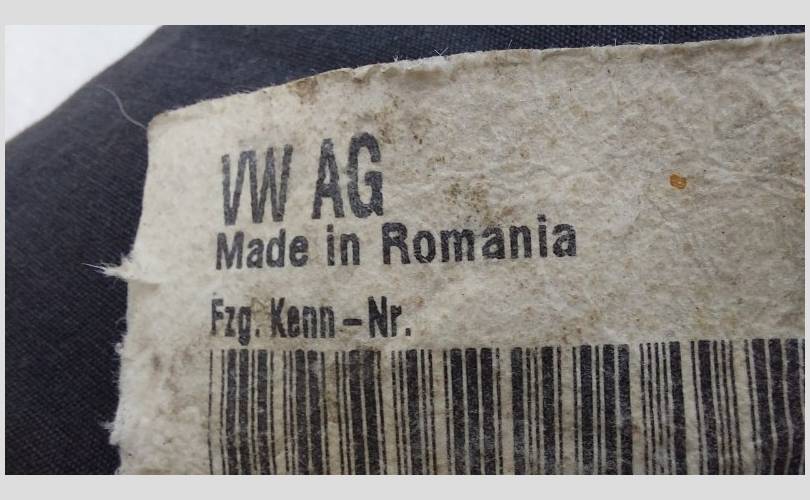 VW AG
Made in Romania
Fzg. Kenn-Nr.